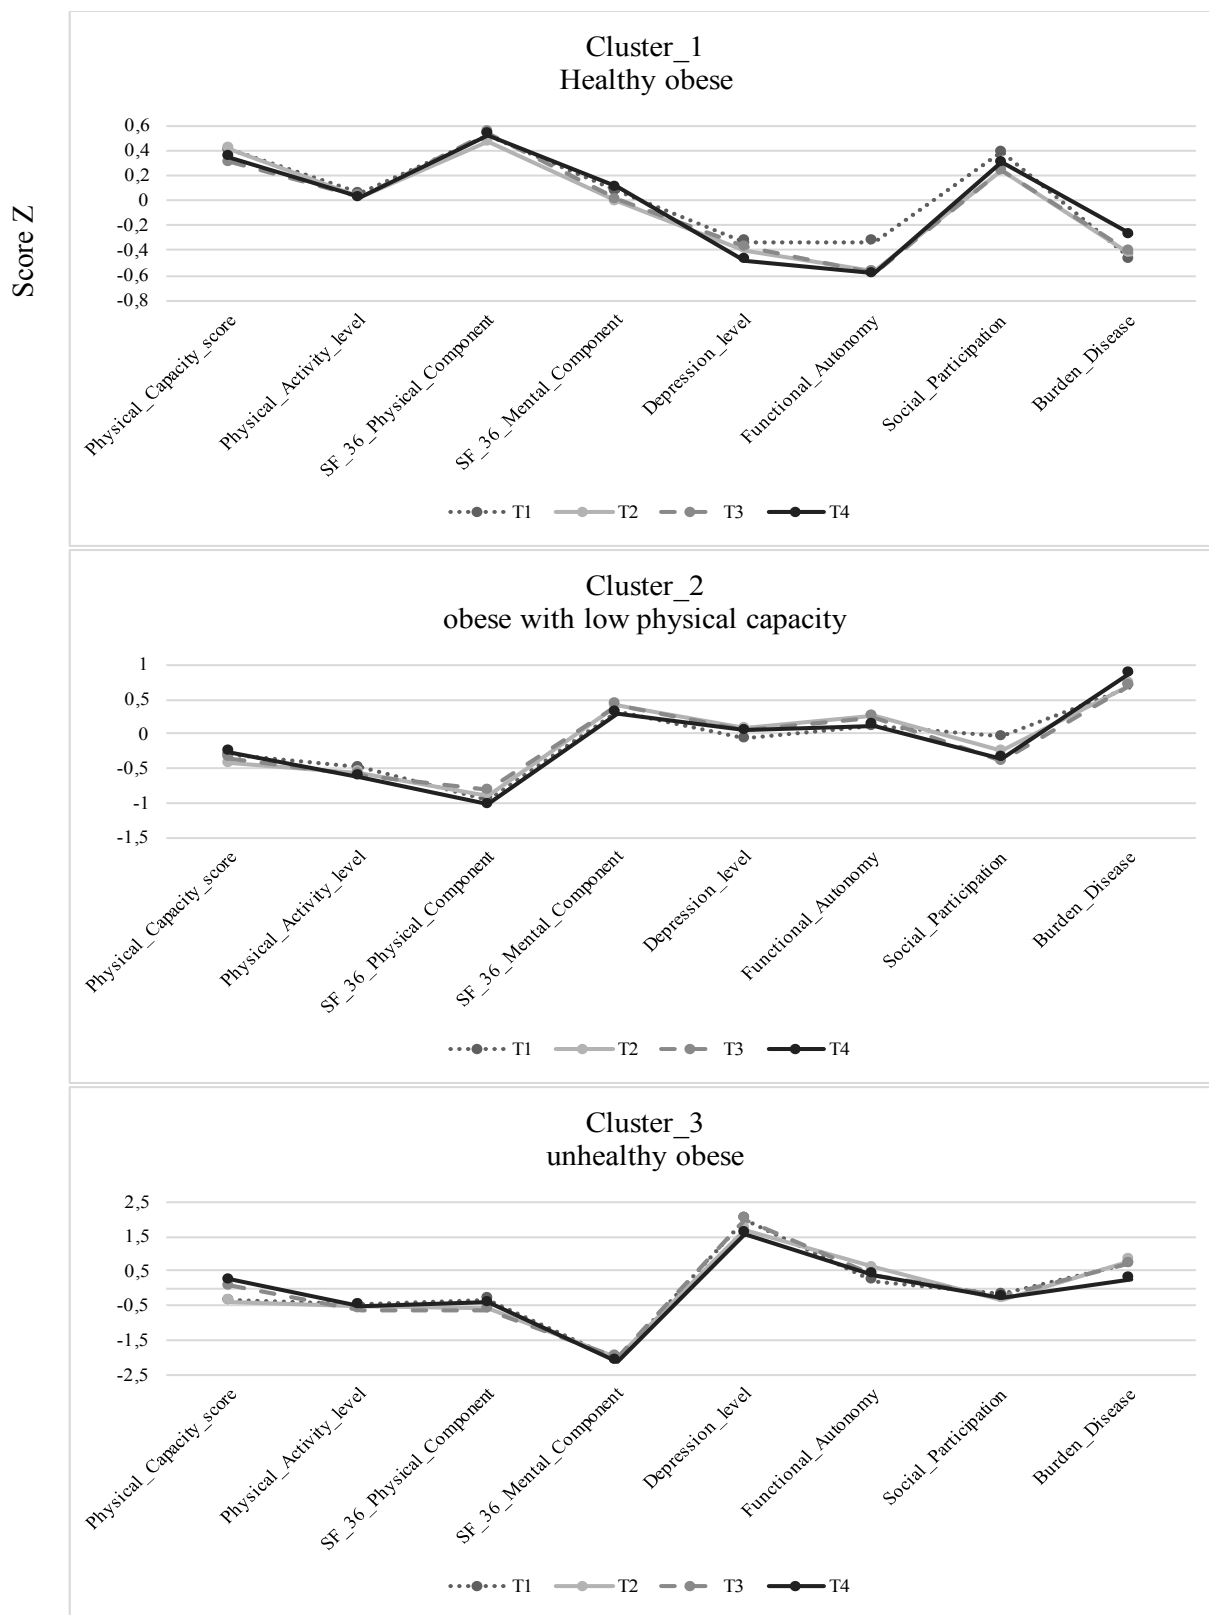 Score Z
Cluster_1
Healthy obese
0,6
0,4
0,2
0
-0,2
-0,4
-0,6
-0,8
Physical_Capacity_score
Physical_Activity_level
SF_36_Physical_Component
SF_36_Mental_Component
Depression_level
Functional_Autonomy
Social_Participation
Burden_Disease
T1 T2 T3 T4
Cluster_2
obese with low physical capacity
1
0,5
0
-0,5
-1
-1,5
Physical_Capacity_score
Physical_Activity_level
SF_36_Physical_Component
SF_36_Mental_Component
Depression_level
Functional_Autonomy
Social_Participation
Burden_Disease
T1 T2 T3 T4
Cluster_3
unhealthy obese
2,5
1,5
0,5
-0,5
-1,5
-2,5
Physical_Capacity_score
Physical_Activity_level
SF_36_Physical_Component
SF_36_Mental_Component
Depression_level
Functional_Autonomy
Social_Participation
Burden_Disease
T1 T2 T3 T4